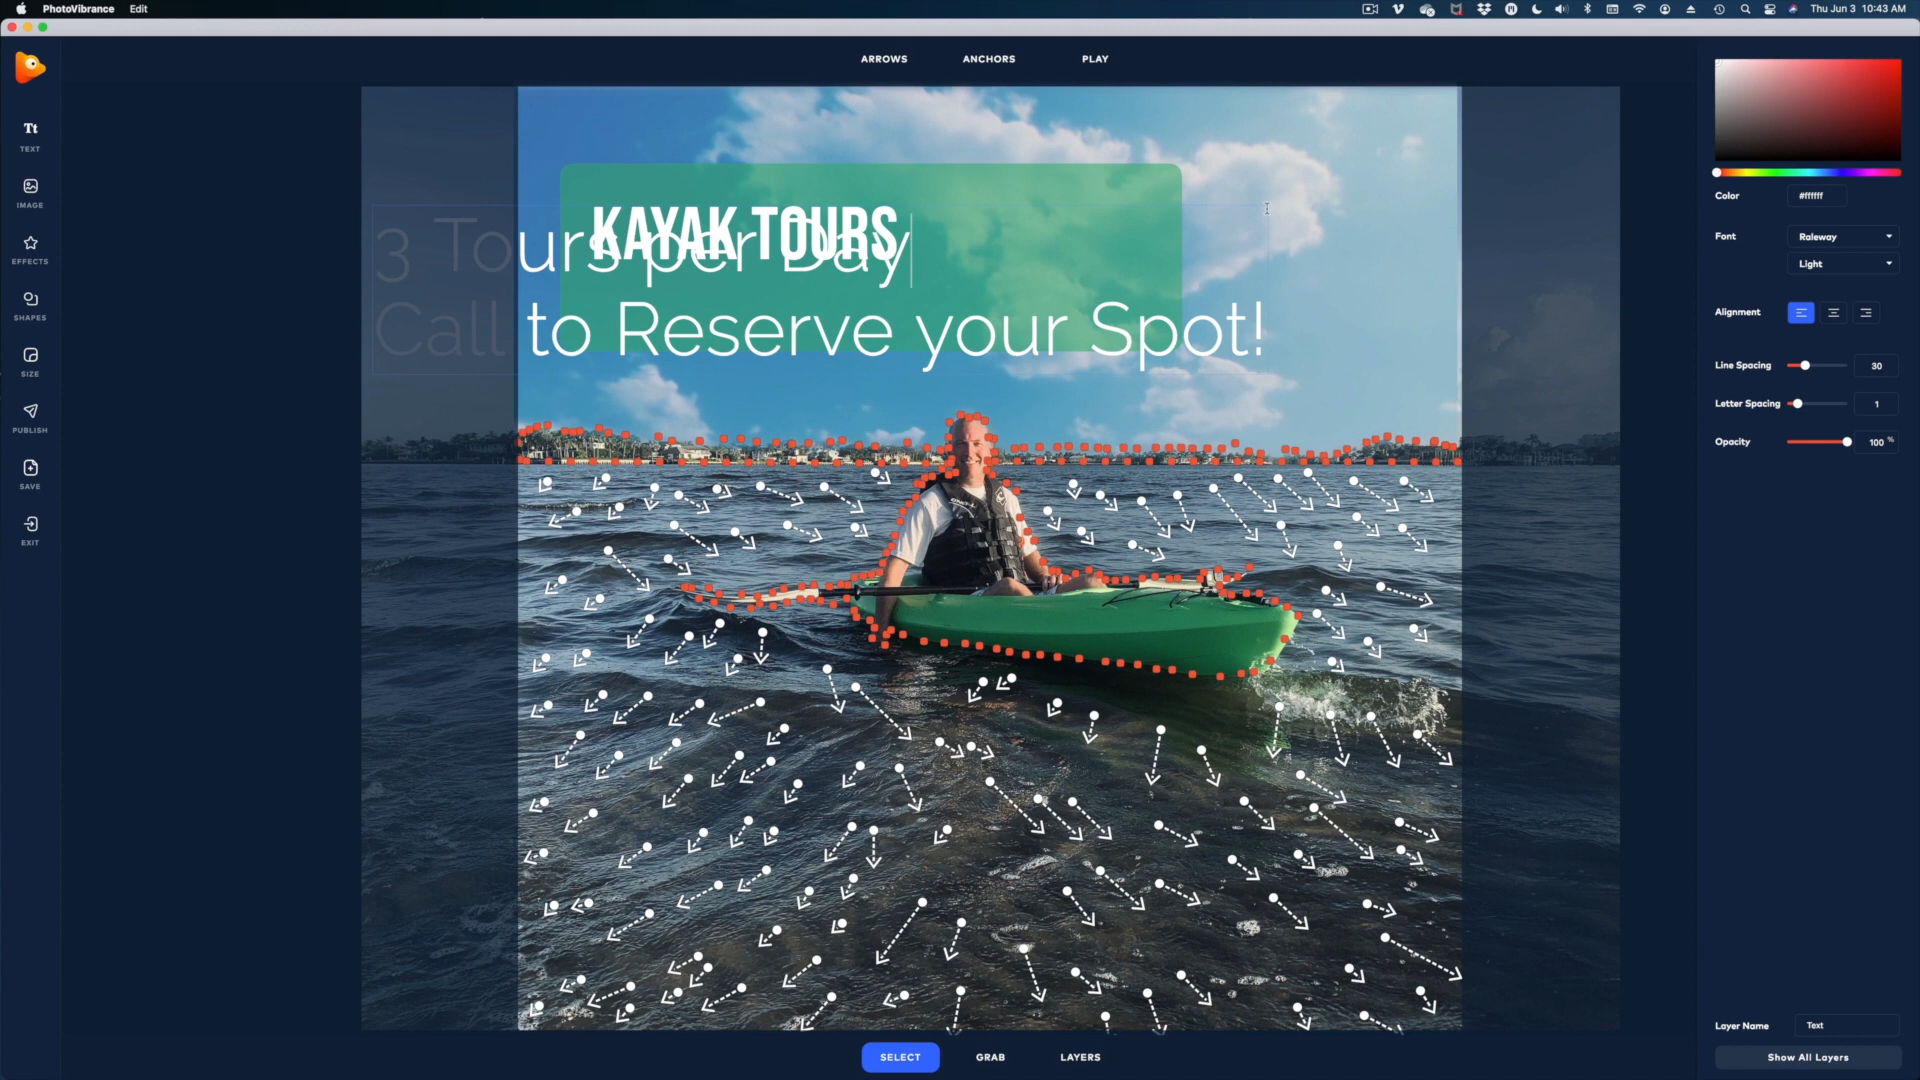 PhotoVibrance Edit
Thu Jun 3 10:43 AM
ARROWS ANCHORS PLAY
Tt
TEXT
IMAGE
EFFECTS
SHAPES
SIZE
PUBLISH
SAVE
EXIT
KAYAK TOURS
3 Tours per Day
Call to Reserve your Spot!
Color #ffffff
Font Raleway
Light
Alignment
Line Spacing 30
Letter Spacing 1
Opacity 100 %
Layer Name Text
Show All Layers
SELECT GRAB LAYERS